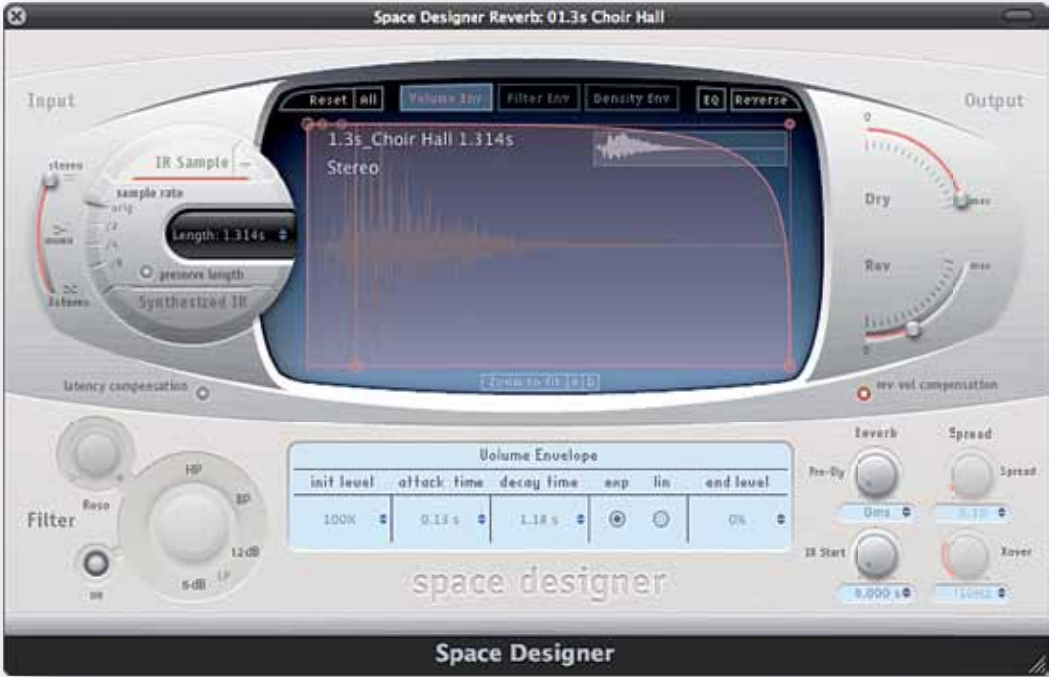 Space Designer Reverb: 01.3s Choir Hall
Input
Output
Reset All Volume Env Filter Env Density Env EQ Reverse
1.3s_Choir Hall 1.314s
Stereo
stereo
mono
IR Sample
sample rate
orig
/2
/4
/8
Length: 1.314s
preserve length
Synthesized IR
latency compensation
0
max
Dry
Rev
max
0
Zoom to fit A D
rev vol compensation
Filter
Reso
on
HP
BP
12dB
LP
6dB
Volume Envelope
init level attack time decay time exp lin end level
100% 0.13 s 1.18 s 0%
Reverb Spread
Pre-Dly
0ms
Spread
IR Start
0.000 s
Xover
710Hz
space designer
Space Designer